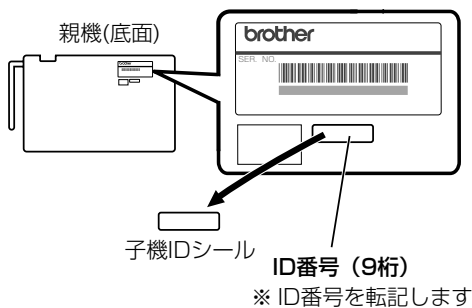 親機(底面)
brother
SER. NO.
子機IDシール
ID番号（9桁）
※ ID番号を転記します